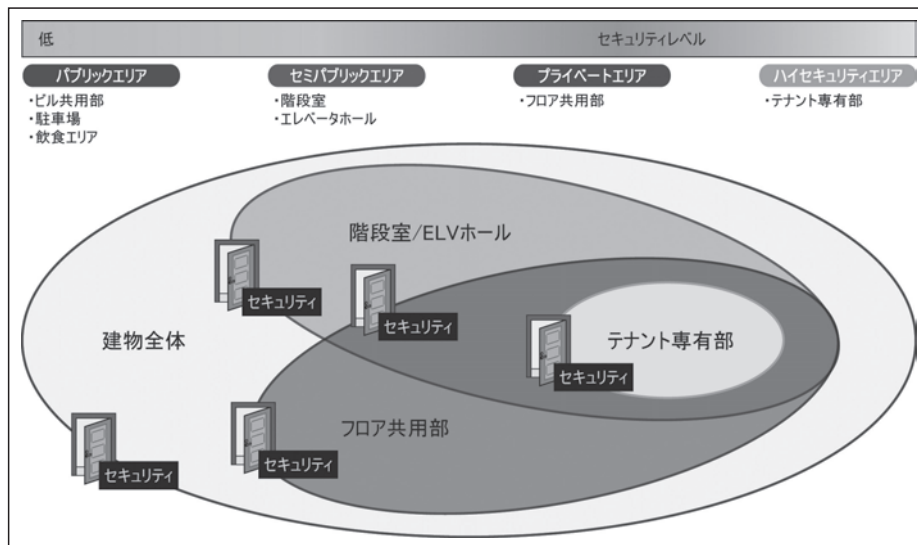 低
セキュリティレベル
パブリックエリア
・ビル共用部
・駐車場
・飲食エリア
セミパブリックエリア
・階段室
・エレベータホール
プライベートエリア
・フロア共用部
ハイセキュリティエリア
・テナント専有部
階段室/ELVホール
セキュリティ
セキュリティ
建物全体
テナント専有部
セキュリティ
フロア共用部
セキュリティ
セキュリティ